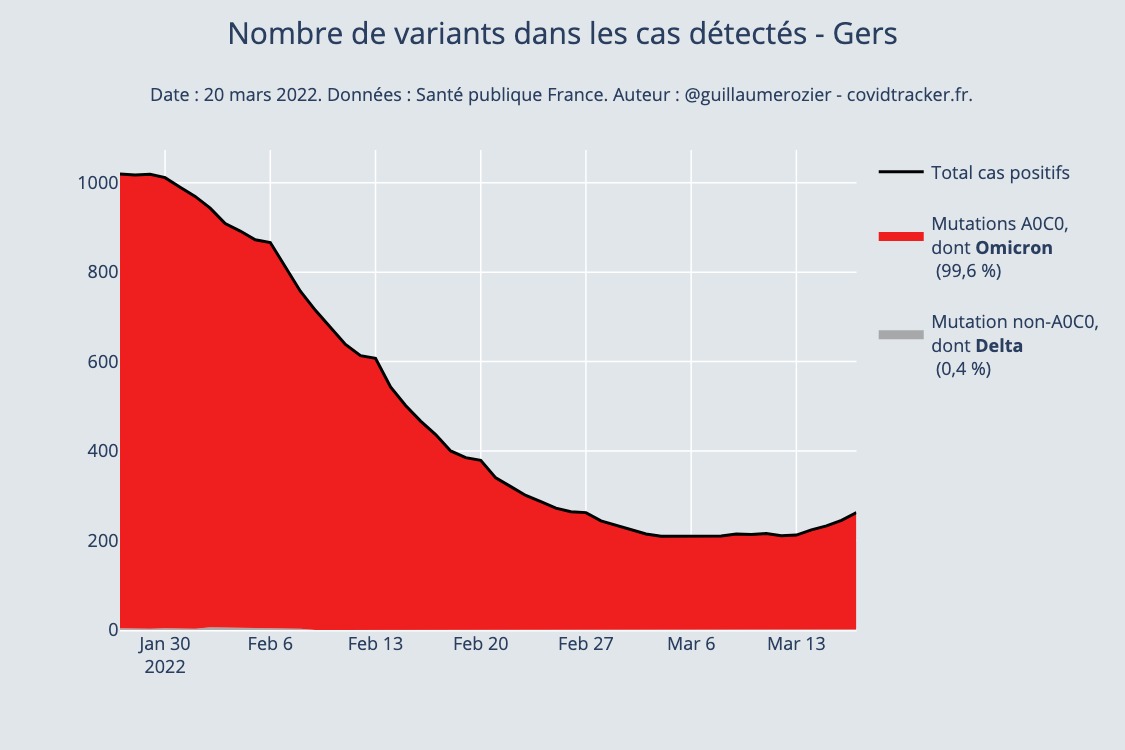 Nombre de variants dans les cas détectés - Gers
Date : 20 mars 2022. Données : Santé publique France. Auteur : @guillaumerozier - covidtracker.fr.
1000
800
600
400
200
0
Jan 30
2022
Feb 6
Feb 13
Feb 20
Feb 27
Mar 6
Mar 13
Total cas positifs
Mutations A0C0,
dont Omicron
(99,6 %)
Mutation non-A0C0,
dont Delta
(0,4 %)